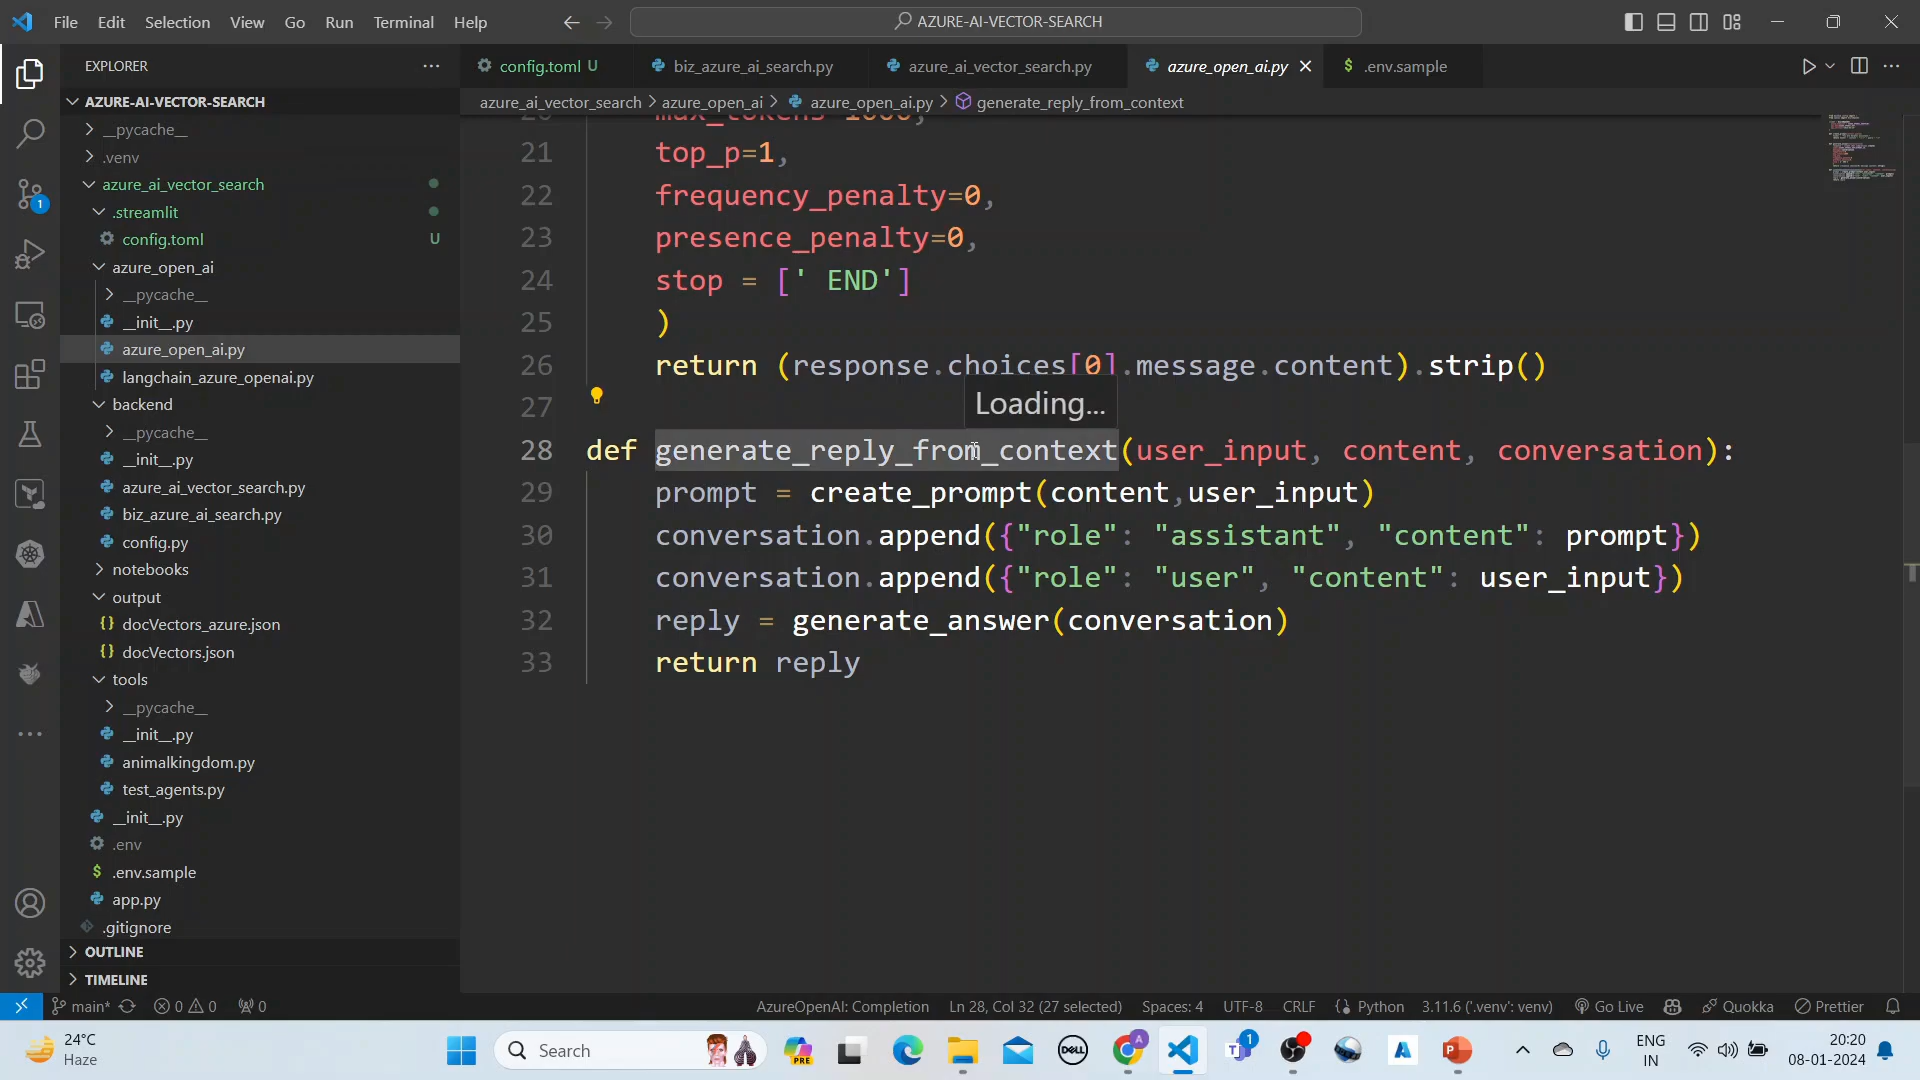 File Edit Selection View Go Run Terminal Help
AZURE-AI-VECTOR-SEARCH
EXPLORER
config.toml U
biz_azure_ai_search.py
azure_ai_vector_search.py
azure_open_ai.py
$ .env.sample
azure_ai_vector_search > azure_open_ai > azure_open_ai.py > generate_reply_from_context
AZURE-AI-VECTOR-SEARCH
__pycache__
.venv
azure_ai_vector_search
.streamlit
config.toml U
azure_open_ai
__pycache__
__init__.py
azure_open_ai.py
langchain_azure_openai.py
backend
__pycache__
__init__.py
azure_ai_vector_search.py
biz_azure_ai_search.py
config.py
notebooks
output
{} docVectors_azure.json
{} docVectors.json
tools
__pycache__
__init__.py
animalkingdom.py
test_agents.py
__init__.py
.env
$ .env.sample
app.py
.gitignore
OUTLINE
TIMELINE
1
20 max_tokens=1000,
21 top_p=1,
22 frequency_penalty=0,
23 presence_penalty=0,
24 stop = [' END']
25 )
26 return (response.choices[0].message.content).strip()
27
Loading...
28 def generate_reply_from_context(user_input, content, conversation):
29 prompt = create_prompt(content,user_input)
30 conversation.append({"role": "assistant", "content": prompt})
31 conversation.append({"role": "user", "content": user_input})
32 reply = generate_answer(conversation)
33 return reply
main* 0 0 0
AzureOpenAI: Completion Ln 28, Col 32 (27 selected) Spaces: 4 UTF-8 CRLF Python 3.11.6 ('.venv': venv) Go Live Quokka Prettier
24°C
Haze
Search
PRE
DELL
A
1
ENG
IN
20:20
08-01-2024